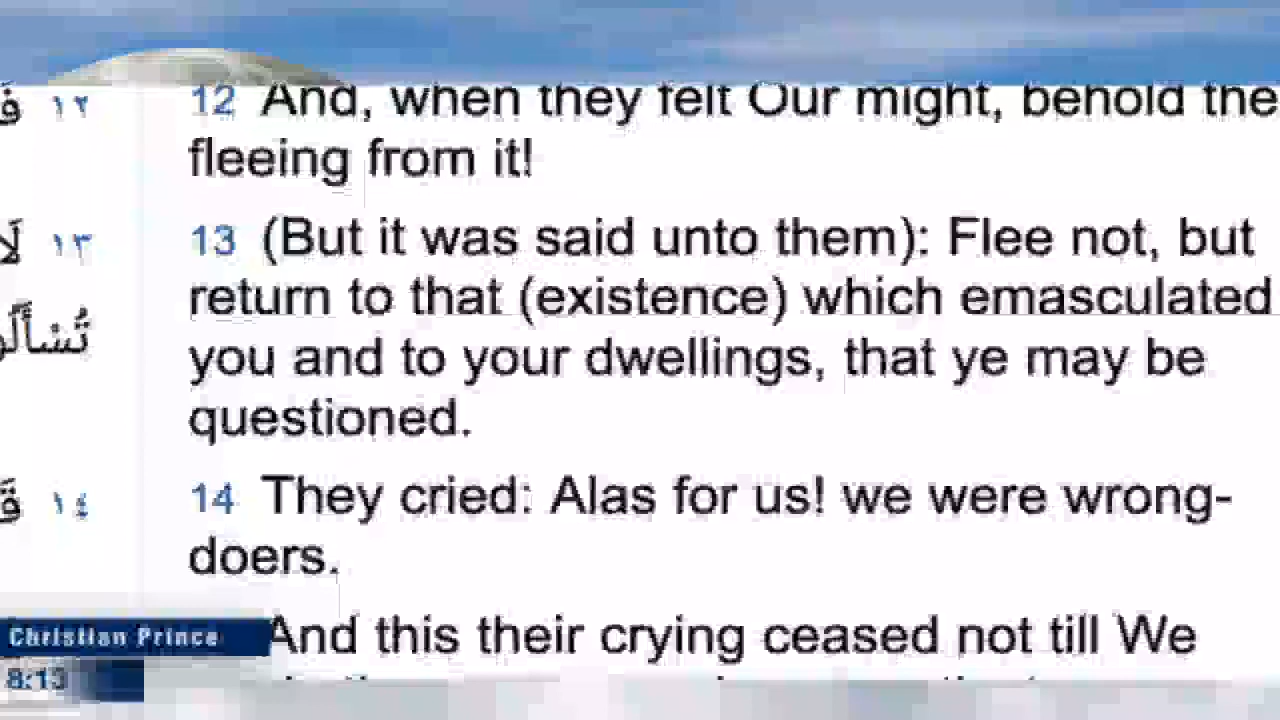 12 And, when they felt Our might, behold the
fleeing from it!
١٢
13 (But it was said unto them): Flee not, but
return to that (existence) which emasculated
you and to your dwellings, that ye may be
questioned.
١٣
14 They cried: Alas for us! we were wrong-
doers.
١٤
And this their crying ceased not till We
Christian Prince
8:13